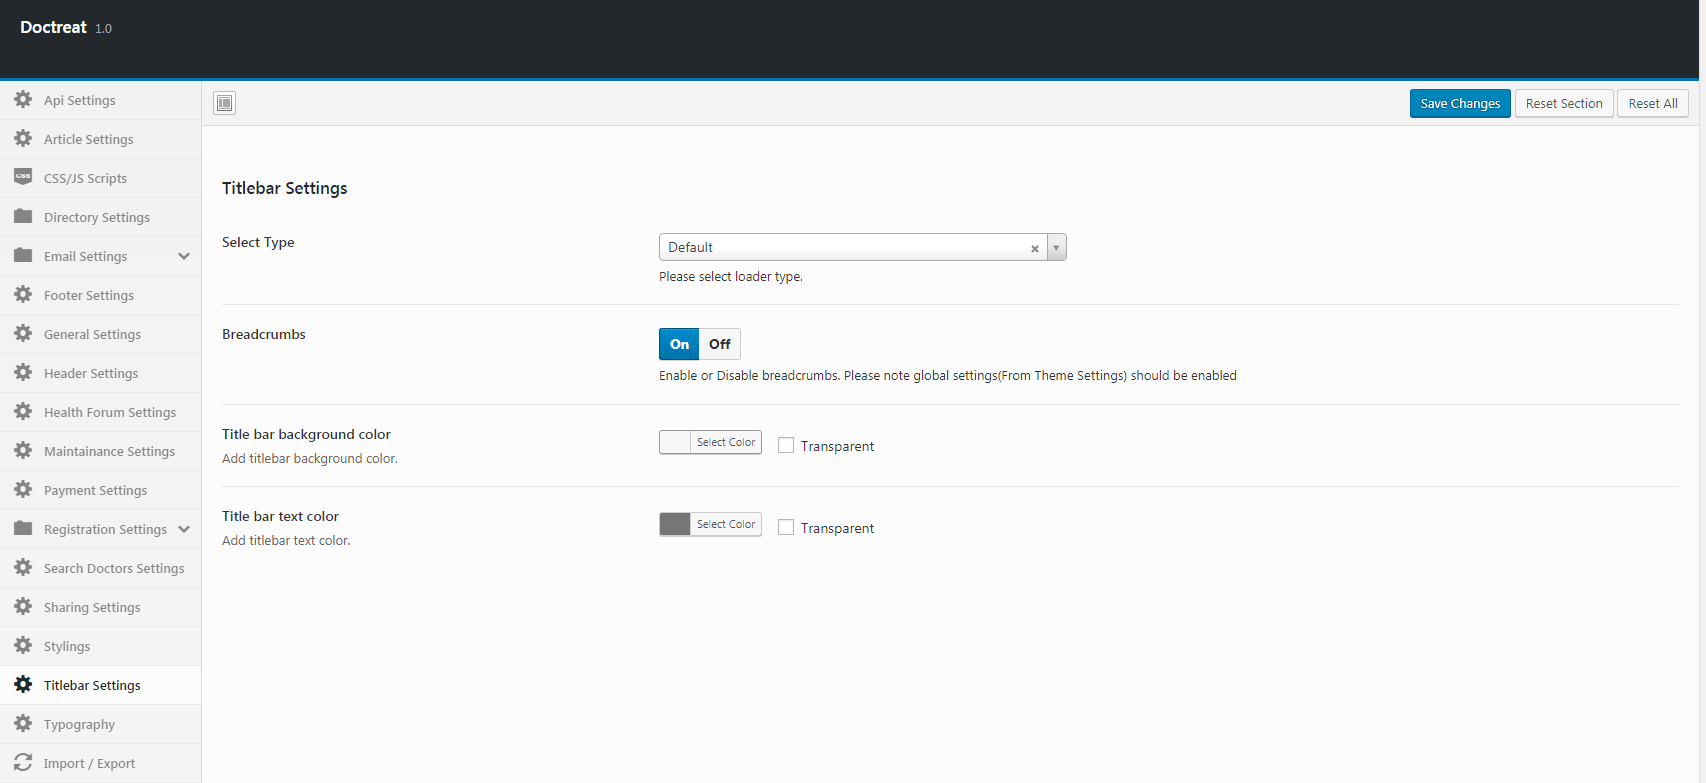 Doctreat 1.0
Api Settings
Article Settings
CSS/JS Scripts
Directory Settings
Email Settings
Footer Settings
General Settings
Header Settings
Health Forum Settings
Maintainance Settings
Payment Settings
Registration Settings
Search Doctors Settings
Sharing Settings
Stylings
Titlebar Settings
Typography
Import / Export
Save Changes
Reset Section
Reset All
Titlebar Settings
Select Type
Default
Please select loader type.
Breadcrumbs
On Off
Enable or Disable breadcrumbs. Please note global settings(From Theme Settings) should be enabled
Title bar background color
Add titlebar background color.
Select Color
Transparent
Title bar text color
Add titlebar text color.
Select Color
Transparent